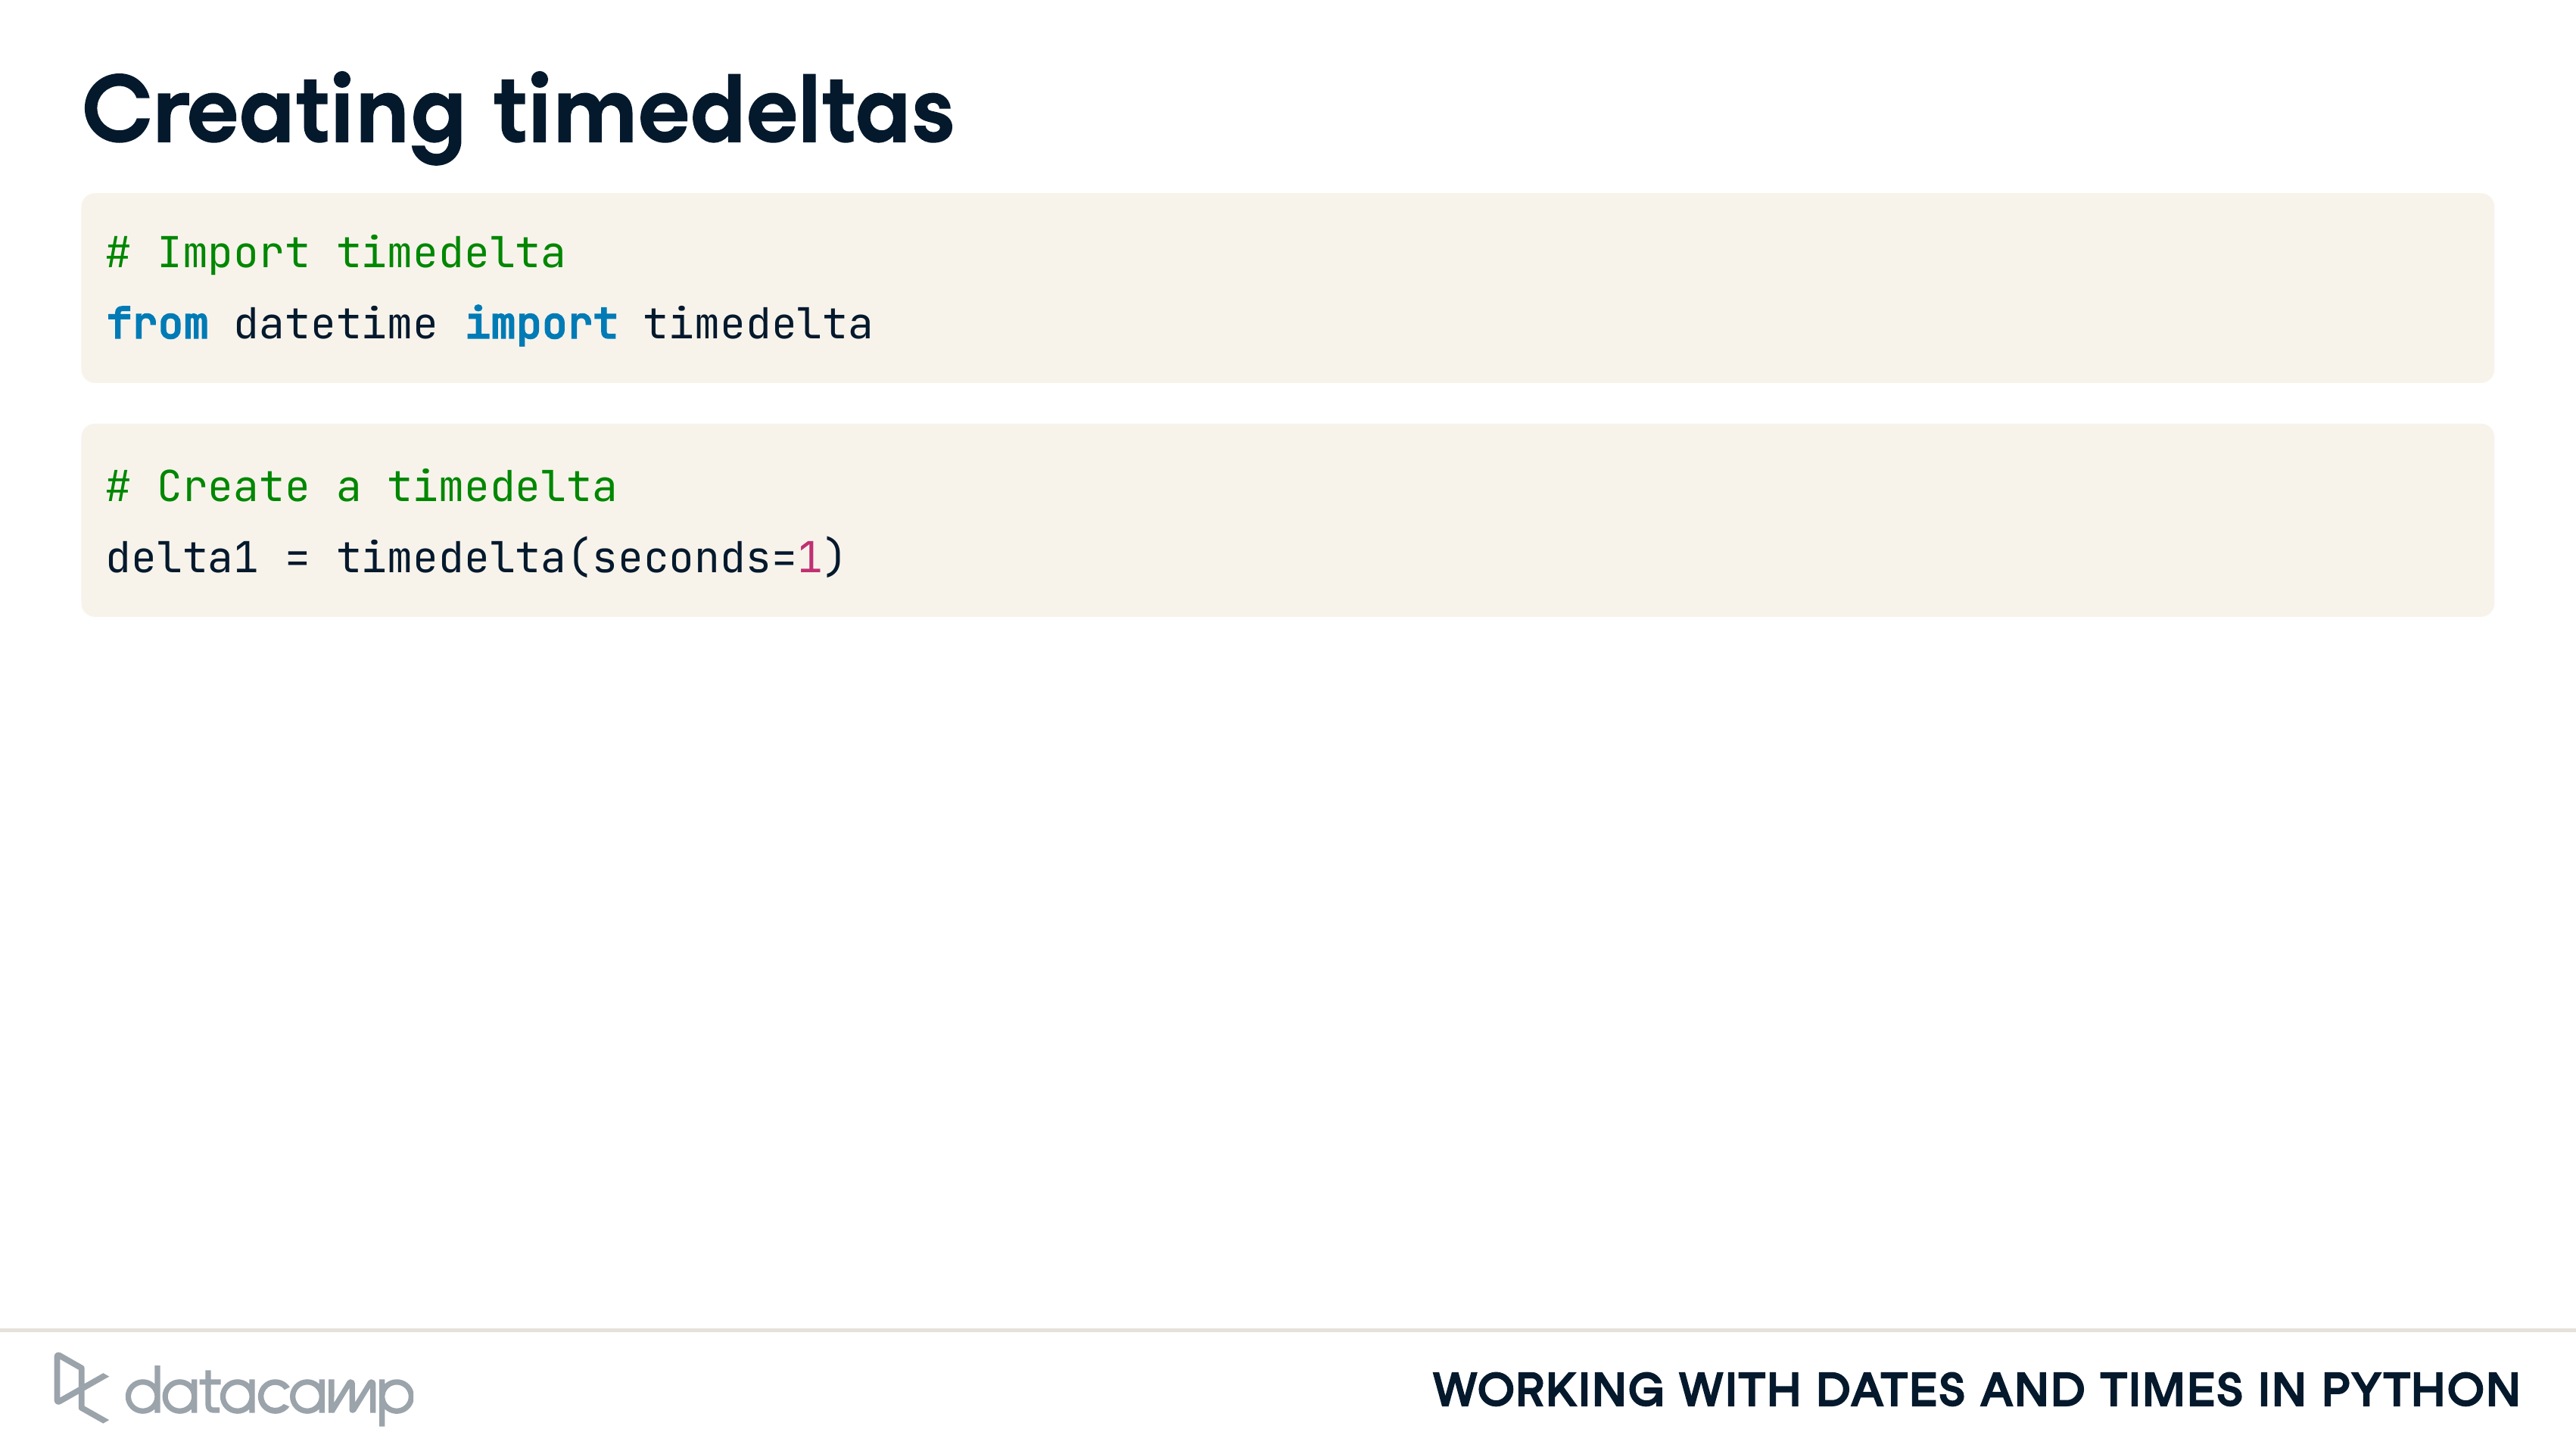 Creating timedeltas
# Import timedelta
from datetime import timedelta
# Create a timedelta
delta1 = timedelta(seconds=1)
datacamp
WORKING WITH DATES AND TIMES IN PYTHON